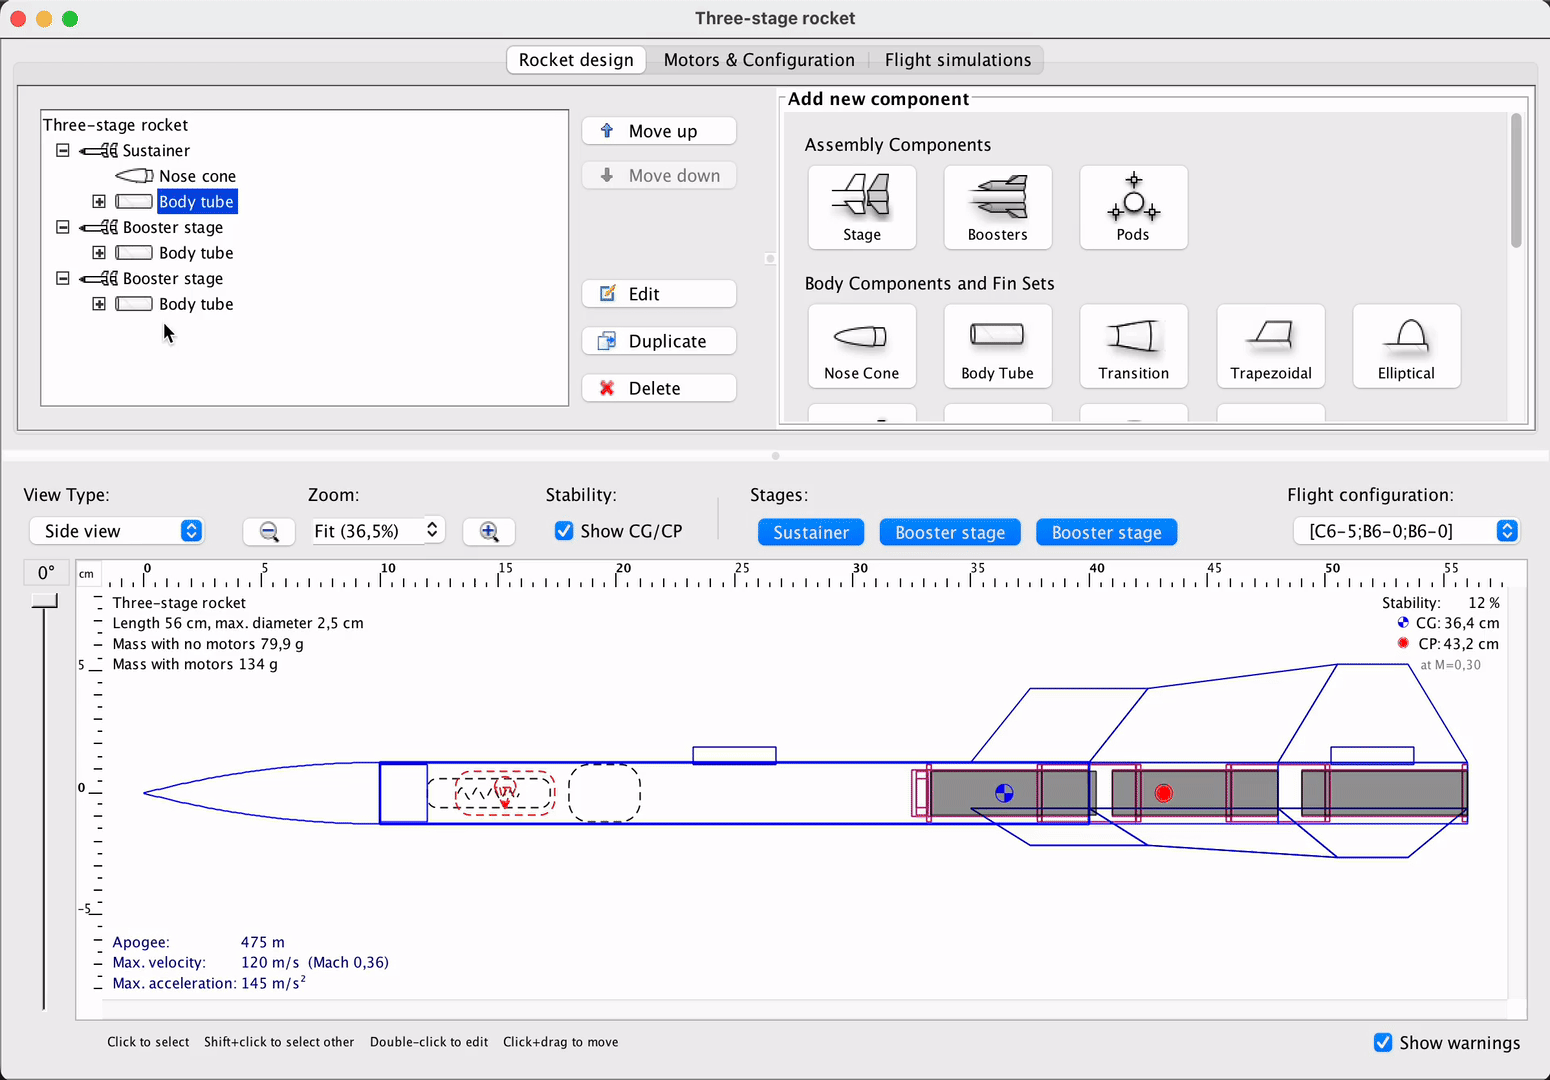 Three-stage rocket
Rocket design
Motors & Configuration
Flight simulations
Three-stage rocket
Sustainer
Nose cone
Body tube
Booster stage
Body tube
Booster stage
Body tube
Move up
Move down
Edit
Duplicate
Delete
Add new component
Assembly Components
Stage
Boosters
Pods
Body Components and Fin Sets
Nose Cone
Body Tube
Transition
Trapezoidal
Elliptical
View Type:
Side view
Zoom:
Fit (36,5%)
Stability:
Show CG/CP
Stages:
Sustainer
Booster stage
Booster stage
Flight configuration:
[C6-5;B6-0;B6-0]
0°
cm
0 5 10 15 20 25 30 35 40 45 50 55
5
0
-5
Three-stage rocket
Length 56 cm, max. diameter 2,5 cm
Mass with no motors 79,9 g
Mass with motors 134 g
Stability: 12 %
CG: 36,4 cm
CP: 43,2 cm
at M=0,30
Apogee: 475 m
Max. velocity: 120 m/s (Mach 0,36)
Max. acceleration: 145 m/s²
Click to select Shift+click to select other Double-click to edit Click+drag to move
Show warnings